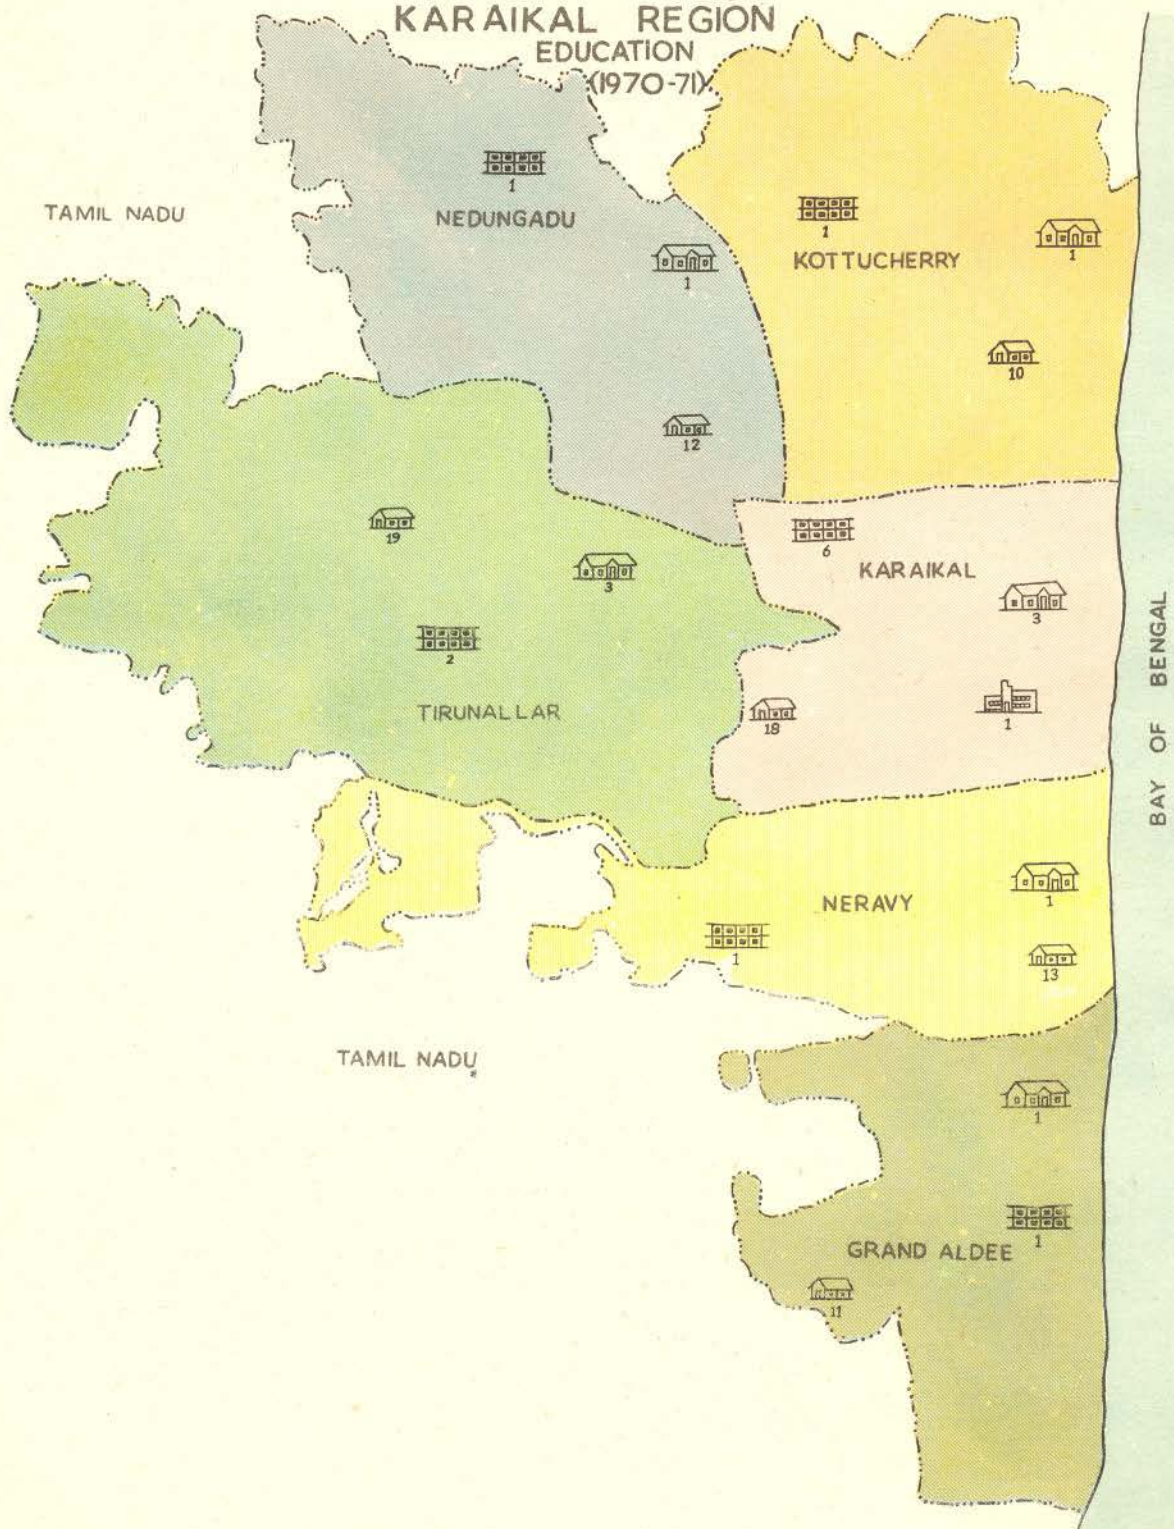 KARAIKAL REGION
EDUCATION
(1970-71)
1
NEDUNGADU
TAMIL NADU
1
KOTTUCHERRY
1
1
10
12
19
6
KARAIKAL
3
3
2
TIRUNALLAR
18
1
BAY OF BENGAL
1
NERAVY
1
13
TAMIL NADU
1
1
GRAND ALDEE
11